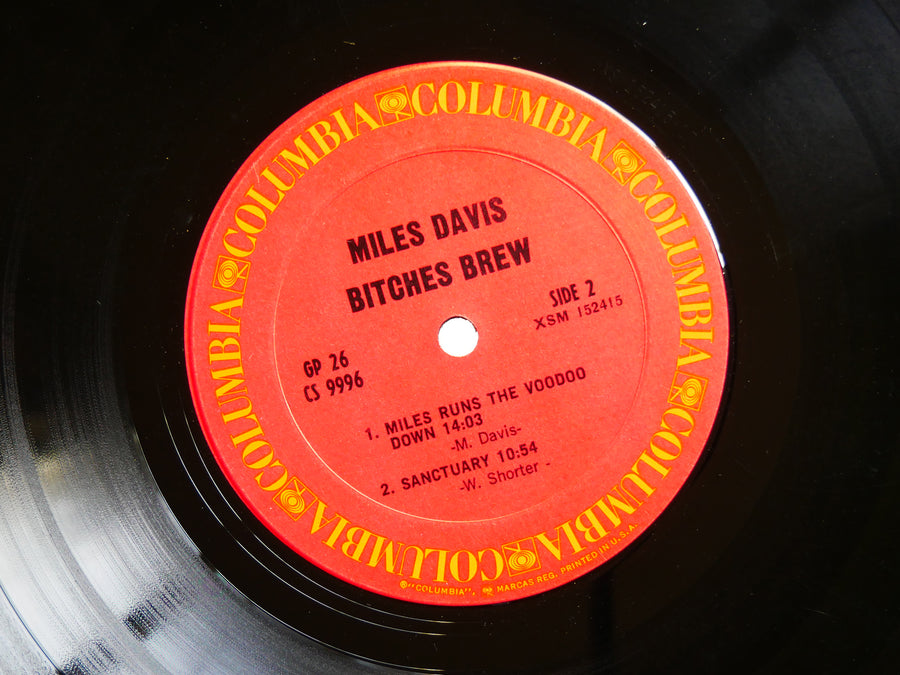 COLUMBIA COLUMBIA COLUMBIA COLUMBIA COLUMBIA COLUMBIA
MILES DAVIS
BITCHES BREW
SIDE 2
XSM 152415
GP 26
CS 9996
1. MILES RUNS THE VOODOO
DOWN 14:03
-M. Davis-
2. SANCTUARY 10:54
-W. Shorter -
®"COLUMBIA", MARCAS REG. PRINTED IN U.S.A.